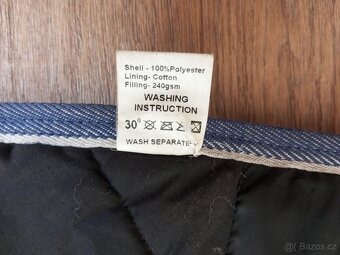 Shell - 100%Polyester
Lining- Cotton
Filling- 240gsm
WASHING
INSTRUCTION
30°
WASH SEPARATELY
© Bazos.cz